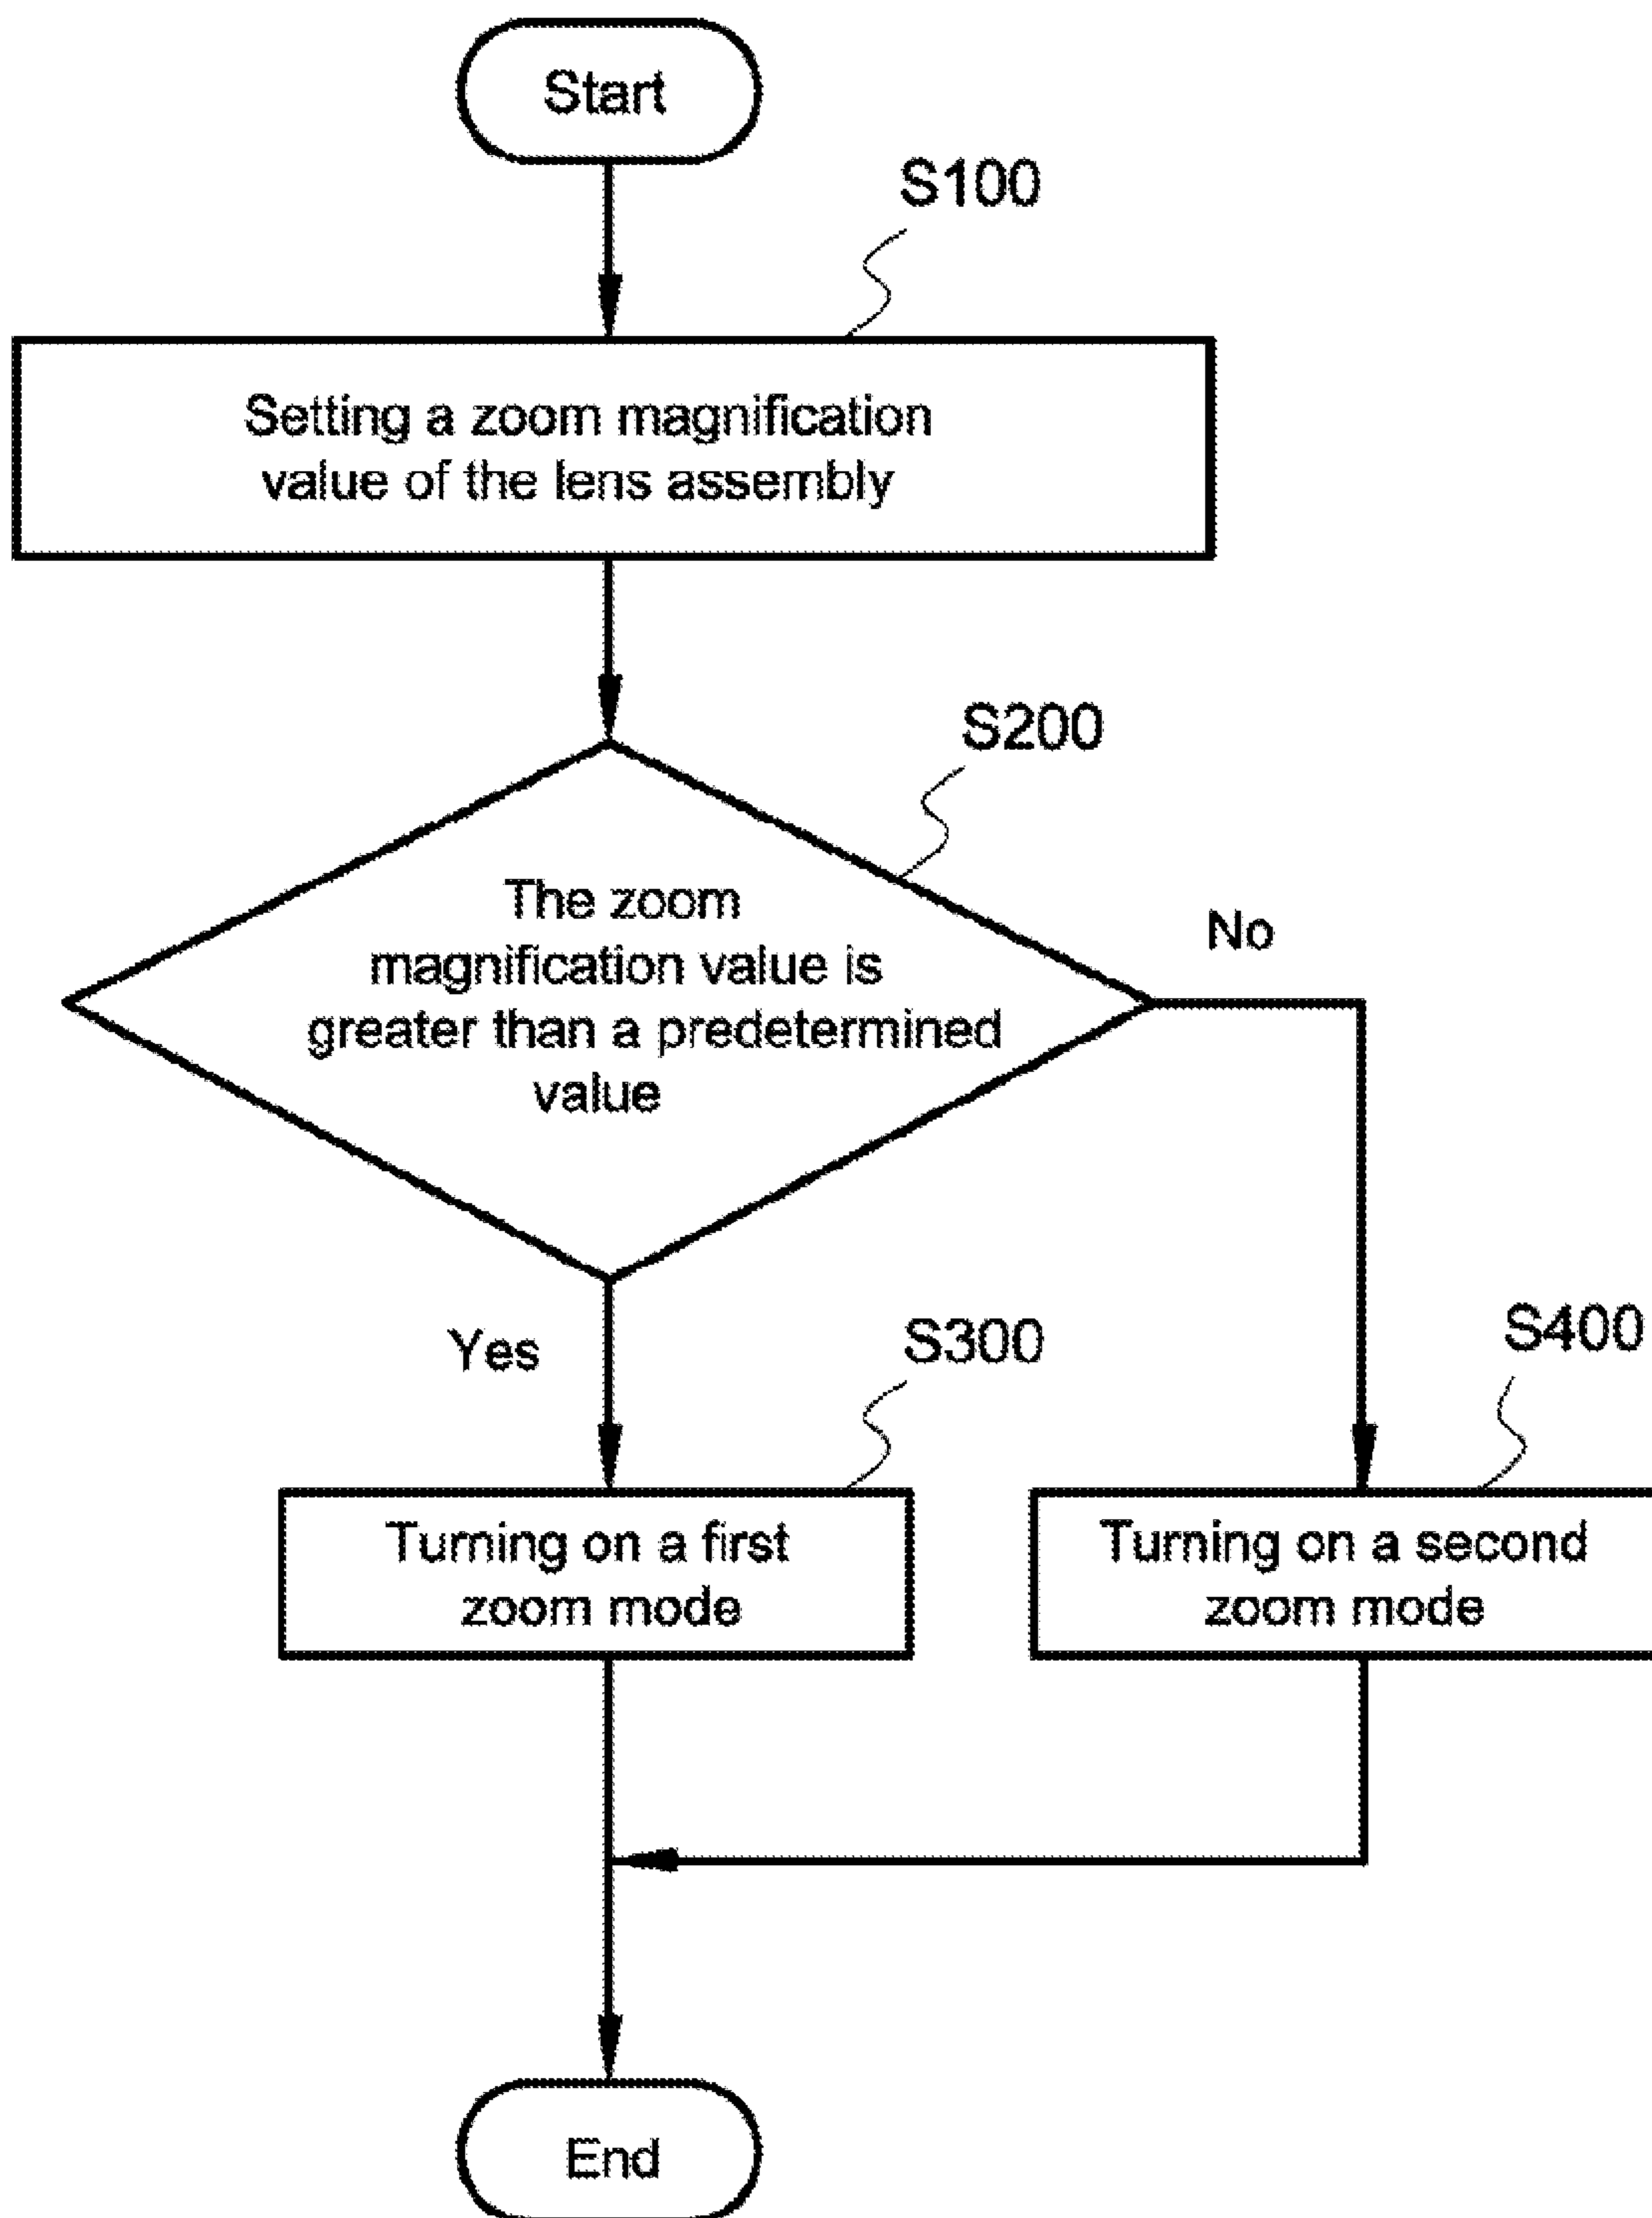 Start
S100
Setting a zoom magnification
value of the lens assembly
S200
The zoom
magnification value is
greater than a predetermined
value
No
Yes
S300
S400
Turning on a first
zoom mode
Turning on a second
zoom mode
End